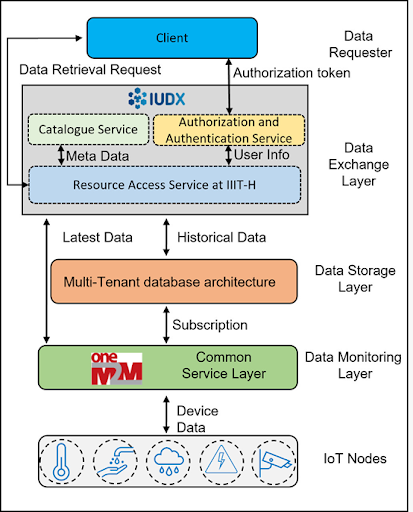 Client
Data
Requester
Data Retrieval Request
Authorization token
IUDX
Catalogue Service
Authorization and
Authentication Service
Data
Exchange
Layer
Meta Data
User Info
Resource Access Service at IIIT-H
Latest Data
Historical Data
Multi-Tenant database architecture
Data Storage
Layer
Subscription
one
M2M
Common
Service Layer
Data Monitoring
Layer
Device
Data
IoT Nodes